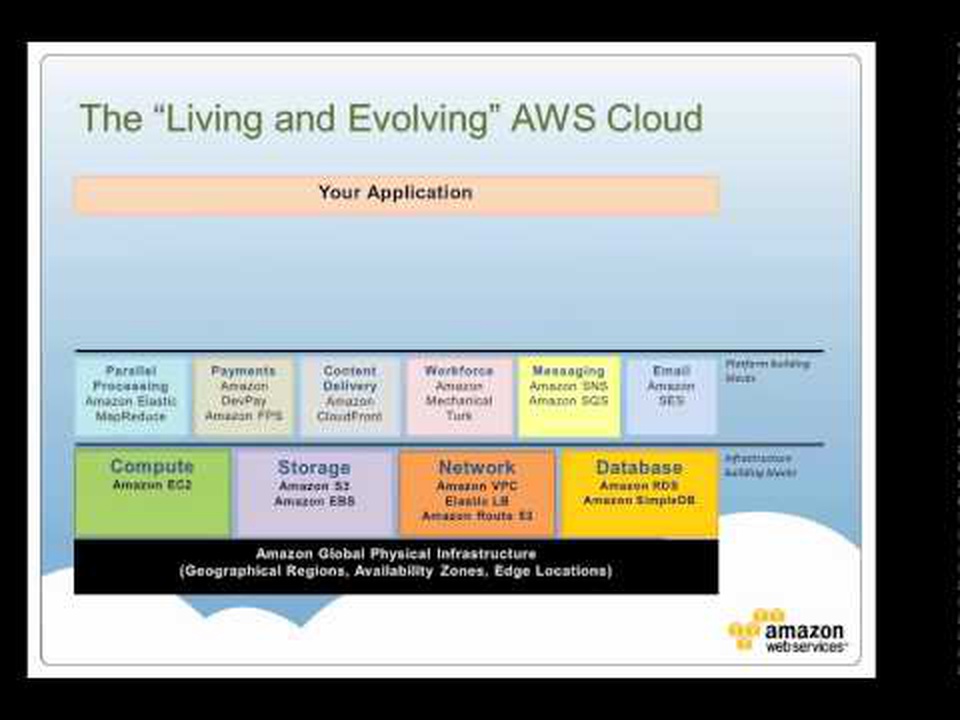 The “Living and Evolving” AWS Cloud
Your Application
Parallel
Processing
Amazon Elastic
MapReduce
Payments
Amazon
DevPay
Amazon FPS
Content
Delivery
Amazon
CloudFront
Workforce
Amazon
Mechanical
Turk
Messaging
Amazon SNS
Amazon SQS
Email
Amazon
SES
Platform building
blocks
Compute
Amazon EC2
Storage
Amazon S3
Amazon EBS
Network
Amazon VPC
Elastic LB
Amazon Route 53
Database
Amazon RDS
Amazon SimpleDB
Infrastructure
building blocks
Amazon Global Physical Infrastructure
(Geographical Regions, Availability Zones, Edge Locations)
amazon
webservices™